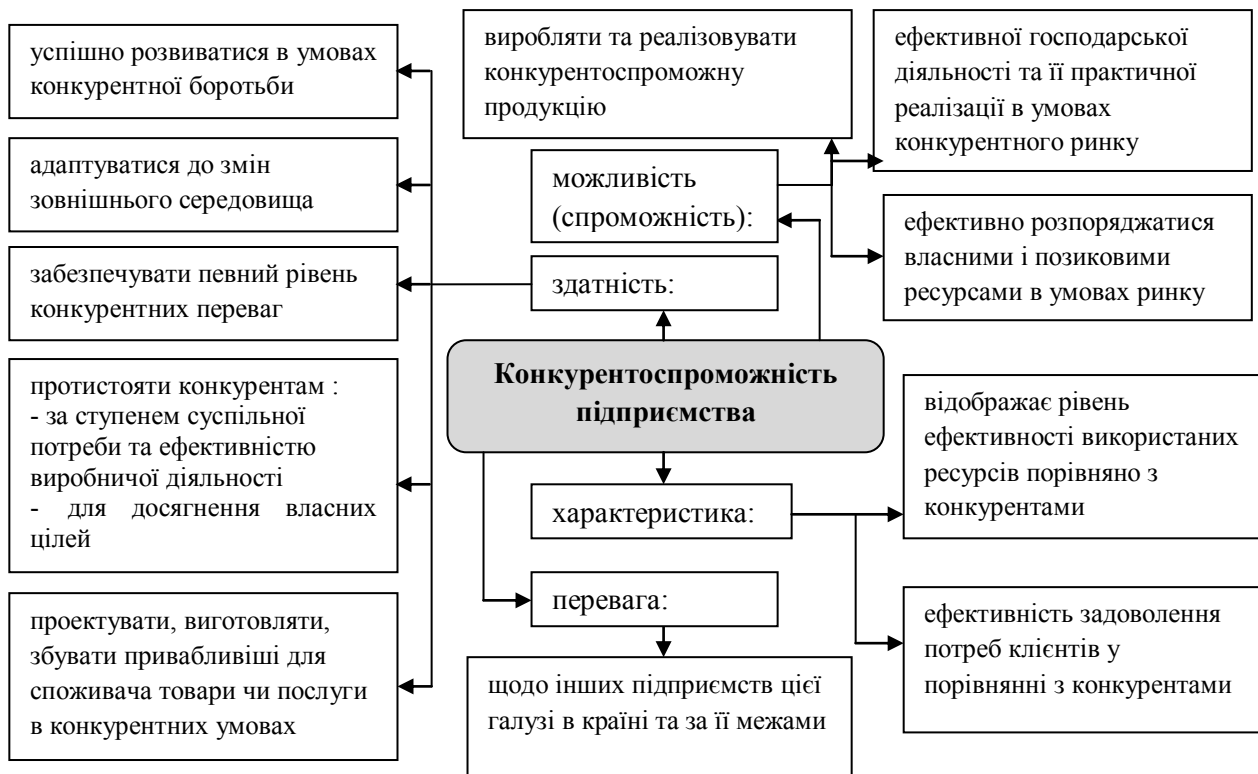 успішно розвиватися в умовах
конкурентної боротьби
адаптуватися до змін
зовнішнього середовища
забезпечувати певний рівень
конкурентних переваг
протистояти конкурентам :
- за ступенем суспільної
потреби та ефективністю
виробничої діяльності
- для досягнення власних
цілей
проектувати, виготовляти,
збувати привабливіші для
споживача товари чи послуги
в конкурентних умовах
виробляти та реалізовувати
конкурентоспроможну
продукцію
можливість
(спроможність):
здатність:
Конкурентоспроможність
підприємства
характеристика:
перевага:
щодо інших підприємств цієї
галузі в країні та за її межами
ефективної господарської
діяльності та її практичної
реалізації в умовах
конкурентного ринку
ефективно розпоряджатися
власними і позиковими
ресурсами в умовах ринку
відображає рівень
ефективності використаних
ресурсів порівняно з
конкурентами
ефективність задоволення
потреб клієнтів у
порівнянні з конкурентами